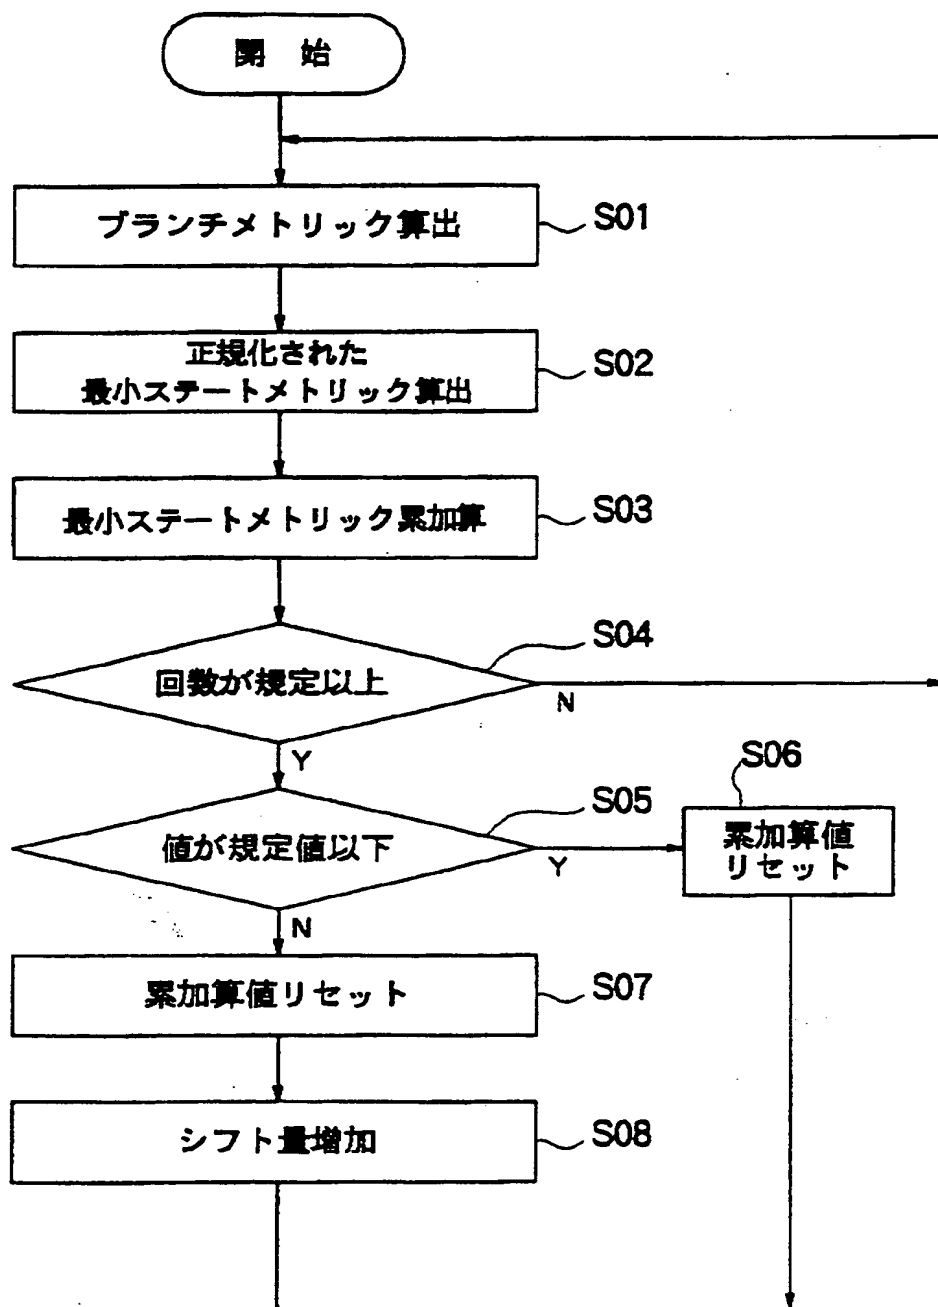 開 始
ブランチメトリック算出
S01
正規化された
最小ステートメトリック算出
S02
最小ステートメトリック累加算
S03
回数が規定以上
S04
N
Y
値が規定値以下
S05
Y
S06
累加算値
リセット
N
累加算値リセット
S07
シフト量増加
S08